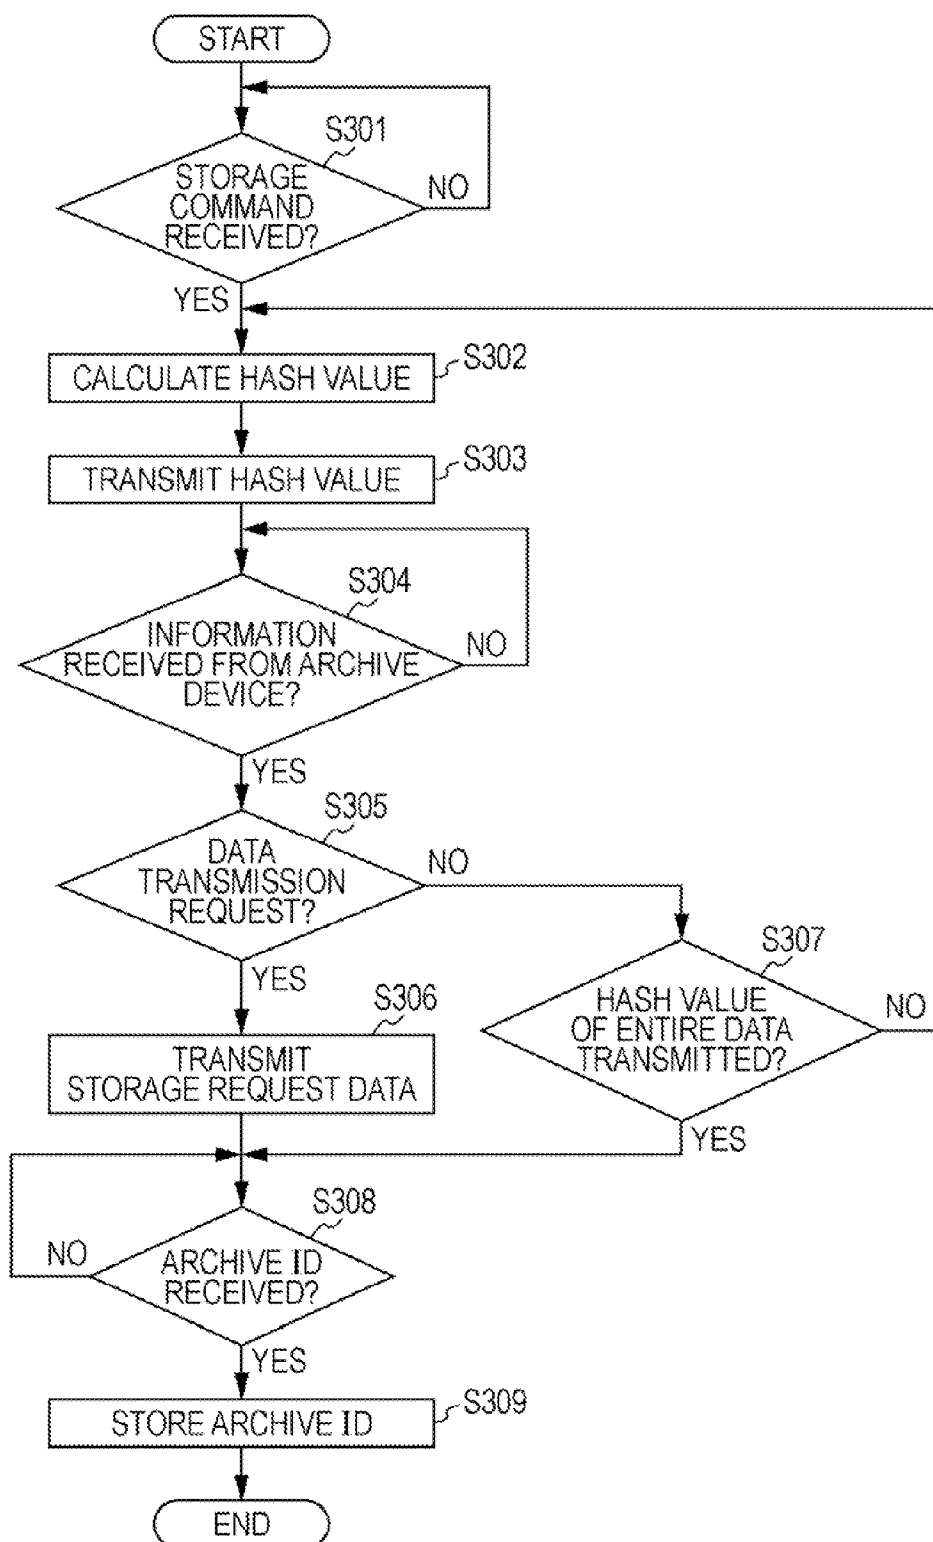 START
S301
STORAGE
COMMAND
RECEIVED?
NO
YES
CALCULATE HASH VALUE
S302
TRANSMIT HASH VALUE
S303
S304
INFORMATION
RECEIVED FROM ARCHIVE
DEVICE?
NO
YES
S305
DATA
TRANSMISSION
REQUEST?
NO
YES
S306
TRANSMIT
STORAGE REQUEST DATA
S307
HASH VALUE
OF ENTIRE DATA
TRANSMITTED?
NO
YES
S308
ARCHIVE ID
RECEIVED?
NO
YES
STORE ARCHIVE ID
S309
END